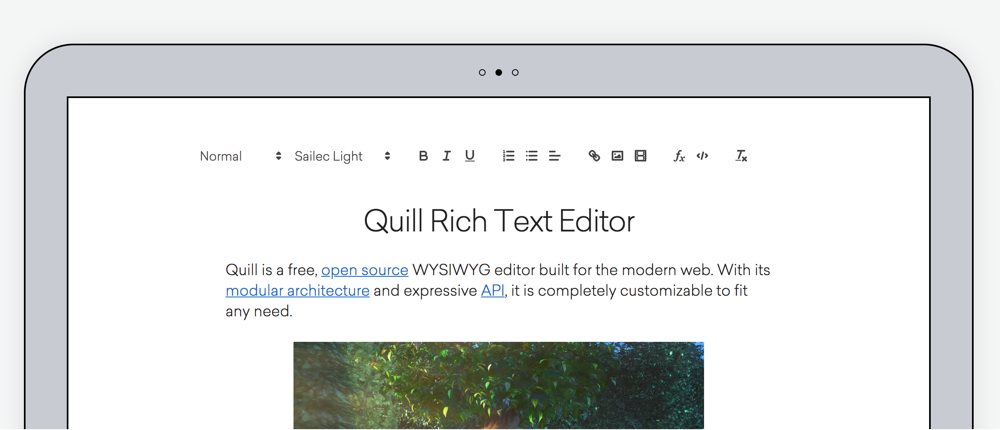 Normal Sailec Light B I U
Quill Rich Text Editor
Quill is a free, open source WYSIWYG editor built for the modern web. With its
modular architecture and expressive API, it is completely customizable to fit
any need.